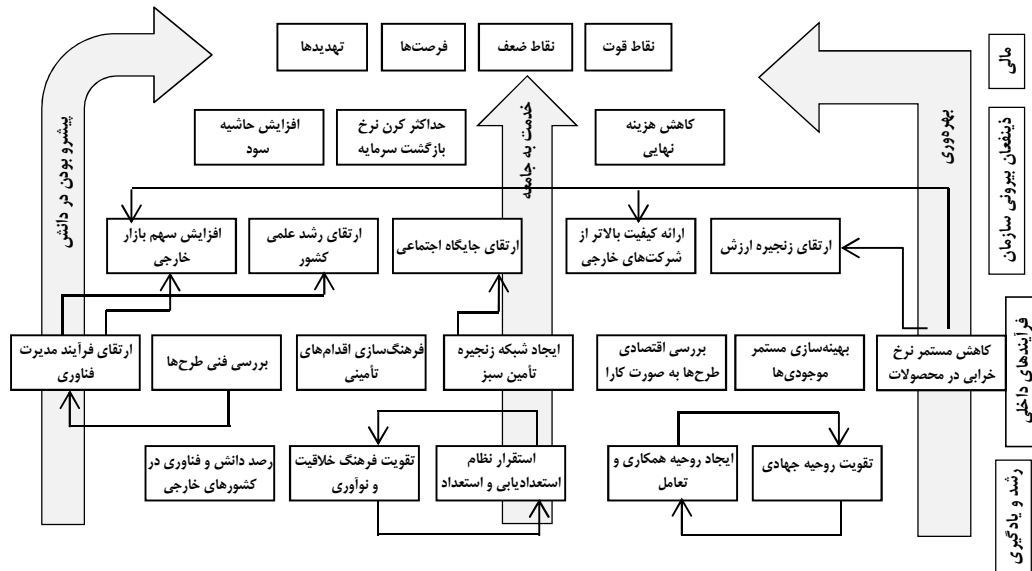 نقاط قوت
نقاط ضعف
فرصت‌ها
تهدیدها
مالی
کاهش هزینه
نهایی
حداکثر کرن نرخ
بازگشت سرمایه
افزایش حاشیه
سود
ذینفعان بیرونی سازمان
بهره‌وری
خدمت به جامعه
پیشرو بودن در دانش
ارتقای زنجیره ارزش
ارائه کیفیت بالاتر از
شرکت‌های خارجی
ارتقای جایگاه اجتماعی
ارتقای رشد علمی
کشور
افزایش سهم بازار
خارجی
فرآیندهای داخلی
کاهش مستمر نرخ
خرابی در محصولات
بهینه‌سازی مستمر
موجودی‌ها
بررسی اقتصادی
طرح‌ها به صورت کارا
ایجاد شبکه زنجیره
تأمین سبز
فرهنگ‌سازی اقدام‌های
تأمینی
بررسی فنی طرح‌ها
ارتقای فرآیند مدیرت
فناوری
رشد و یادگیری
تقویت روحیه جهادی
ایجاد روحیه همکاری و
تعامل
استقرار نظام
استعدادیابی و استعداد
تقویت فرهنگ خلاقیت
و نوآوری
رصد دانش و فناوری در
کشورهای خارجی